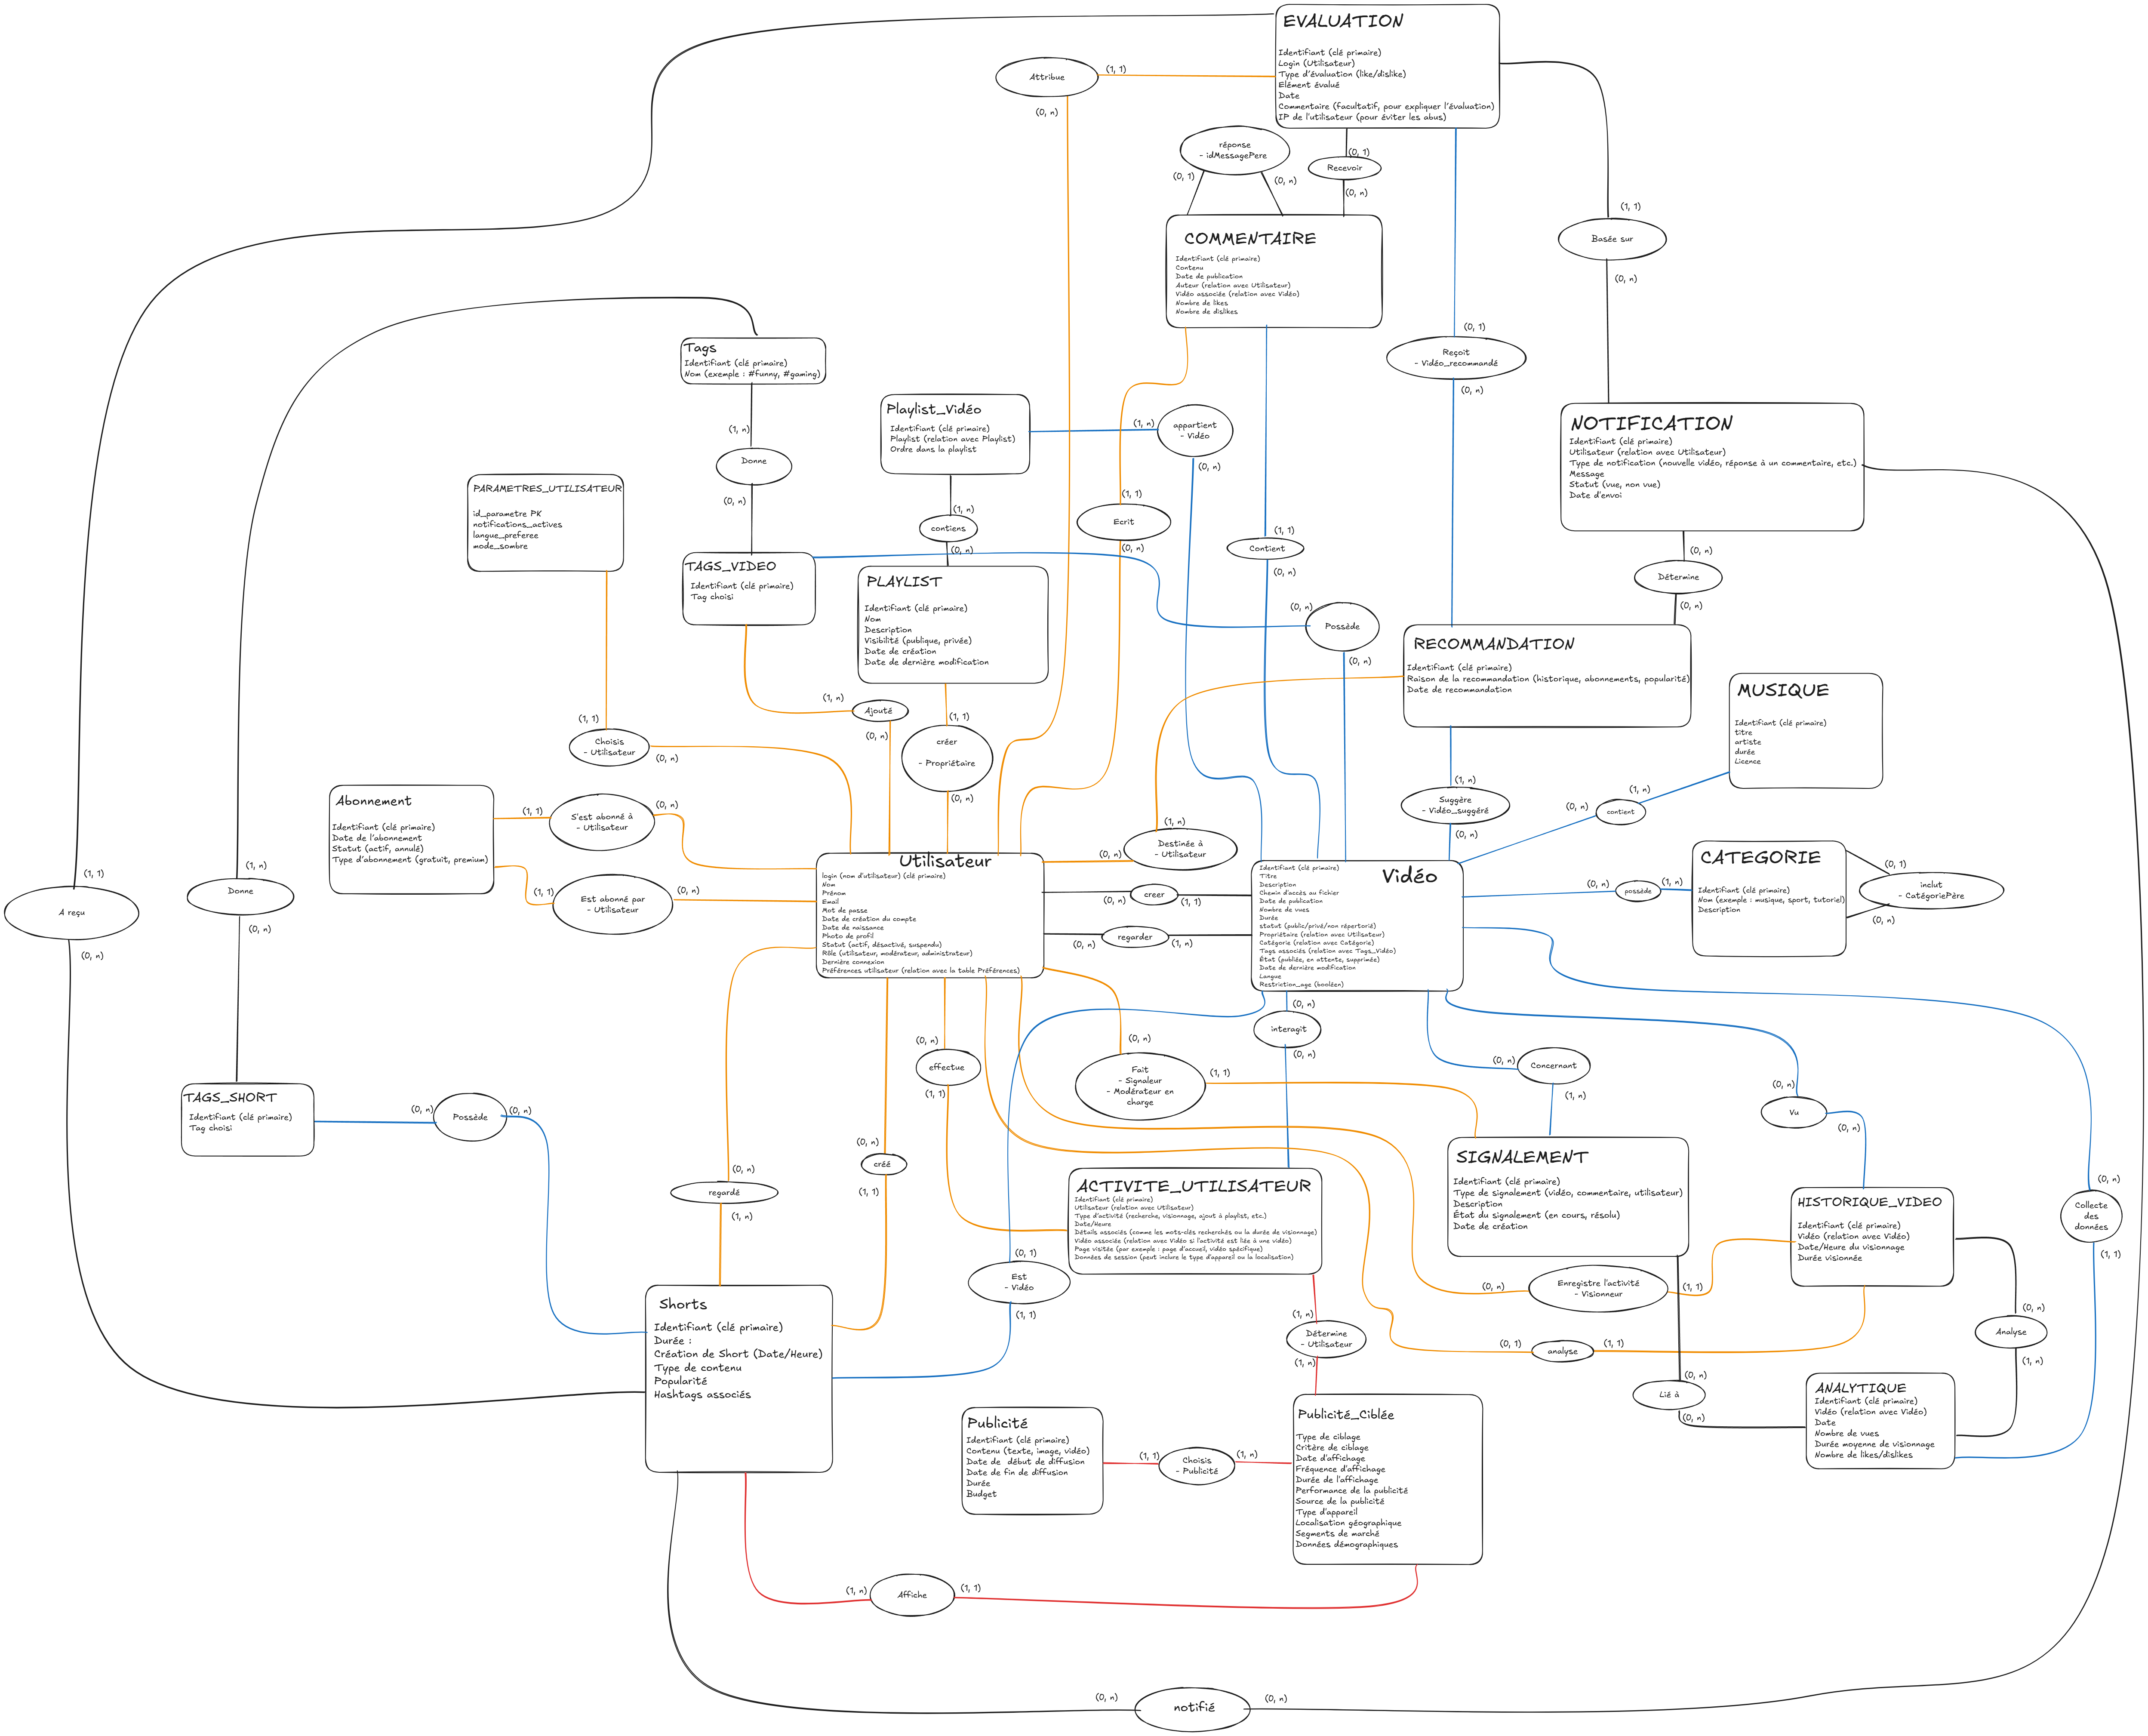 EVALUATION
Identifiant (clé primaire)
Login (Utilisateur)
Type d'évaluation (like/dislike)
Elément évalué
Date
Commentaire (facultatif, pour expliquer l'évaluation)
IP de l'utilisateur (pour éviter les abus)
Attribue
(1, 1)
(0, n)
réponse
- idMessagePere
(0, 1)
(0, n)
(0, 1)
Recevoir
(0, n)
(1, 1)
Basée sur
(0, n)
COMMENTAIRE
Identifiant (clé primaire)
Contenu
Date de publication
Auteur (relation avec Utilisateur)
Vidéo associée (relation avec Vidéo)
Nombre de likes
Nombre de dislikes
(0, 1)
Reçoit
- Vidéo_recommandé
(0, n)
Tags
Identifiant (clé primaire)
Nom (exemple : #funny, #gaming)
(1, n)
Donne
(0, n)
Playlist_Vidéo
Identifiant (clé primaire)
Playlist (relation avec Playlist)
Ordre dans la playlist
(1, n)
appartient
- Vidéo
(0, n)
NOTIFICATION
Identifiant (clé primaire)
Utilisateur (relation avec Utilisateur)
Type de notification (nouvelle vidéo, réponse à un commentaire, etc.)
Message
Statut (vue, non vue)
Date d'envoi
PARAMETRES_UTILISATEUR
id_parametre PK
notifications_actives
langue_preferee
mode_sombre
(1, n)
contiens
(0, n)
(1, 1)
Ecrit
(0, n)
(1, 1)
Contient
(0, n)
(0, n)
Détermine
(0, n)
TAGS_VIDEO
Identifiant (clé primaire)
Tag choisi
PLAYLIST
Identifiant (clé primaire)
Nom
Description
Visibilité (publique, privée)
Date de création
Date de dernière modification
(0, n)
Possède
(0, n)
RECOMMANDATION
Identifiant (clé primaire)
Raison de la recommandation (historique, abonnements, popularité)
Date de recommandation
MUSIQUE
Identifiant (clé primaire)
titre
artiste
durée
Licence
(1, 1)
Choisis
- Utilisateur
(0, n)
(1, n)
Ajouté
(0, n)
(1, 1)
créer
- Propriétaire
(0, n)
(1, n)
Suggère
- Vidéo_suggéré
(0, n)
(1, n)
(0, n)
contient
Abonnement
Identifiant (clé primaire)
Date de l'abonnement
Statut (actif, annulé)
Type d'abonnement (gratuit, premium)
(1, 1)
S'est abonné à
- Utilisateur
(0, n)
(1, 1)
Est abonné par
- Utilisateur
(0, n)
(1, n)
Destinée à
- Utilisateur
(0, n)
Utilisateur
login (nom d'utilisateur) (clé primaire)
Nom
Prénom
Email
Mot de passe
Date de création du compte
Date de naissance
Photo de profil
Statut (actif, désactivé, suspendu)
Rôle (utilisateur, modérateur, administrateur)
Dernière connexion
Préférences utilisateur (relation avec la table Préférences)
creer
(0, n)
(1, 1)
regarder
(0, n)
(1, n)
Vidéo
Identifiant (clé primaire)
Titre
Description
Chemin d'accès au fichier
Date de publication
Nombre de vues
Durée
statut (public/privé/non répertorié)
Propriétaire (relation avec Utilisateur)
Catégorie (relation avec Catégorie)
Tags associés (relation avec Tags_Vidéo)
État (publiée, en attente, supprimée)
Date de dernière modification
Langue
Restriction_age (booléen)
(0, n)
possède
(1, n)
CATEGORIE
Identifiant (clé primaire)
Nom (exemple : musique, sport, tutoriel)
Description
(0, 1)
inclut
- CatégoriePère
(0, n)
(1, 1)
A reçu
(0, n)
(1, n)
Donne
(0, n)
(0, n)
interagit
(0, n)
(0, n)
effectue
(1, 1)
(0, n)
Fait
- Signaleur
- Modérateur en
charge
(1, 1)
(0, n)
Concernant
(1, n)
(0, n)
Vu
(0, n)
TAGS_SHORT
Identifiant (clé primaire)
Tag choisi
(0, n)
Possède
(0, n)
(0, n)
regardé
(1, n)
(0, n)
créé
(1, 1)
SIGNALEMENT
Identifiant (clé primaire)
Type de signalement (vidéo, commentaire, utilisateur)
Description
État du signalement (en cours, résolu)
Date de création
ACTIVITE_UTILISATEUR
Identifiant (clé primaire)
Utilisateur (relation avec Utilisateur)
Type d'activité (recherche, visionnage, ajout à playlist, etc.)
Date/Heure
Détails associés (comme les mots-clés recherchés ou la durée de visionnage)
Vidéo associée (relation avec Vidéo si l'activité est liée à une vidéo)
Page visitée (par exemple : page d'accueil, vidéo spécifique)
Données de session (peut inclure le type d'appareil ou la localisation)
HISTORIQUE_VIDEO
Identifiant (clé primaire)
Vidéo (relation avec Vidéo)
Date/Heure du visionnage
Durée visionnée
(0, n)
Collecte
des
données
(1, 1)
(0, 1)
Est
- Vidéo
(1, 1)
(0, n)
Enregistre l'activité
- Visionneur
(1, 1)
Shorts
Identifiant (clé primaire)
Durée :
Création de Short (Date/Heure)
Type de contenu
Popularité
Hashtags associés
(1, n)
Détermine
- Utilisateur
(1, n)
(0, 1)
analyse
(1, 1)
(0, n)
Analyse
(1, n)
(0, n)
Lié à
(0, n)
ANALYTIQUE
Identifiant (clé primaire)
Vidéo (relation avec Vidéo)
Date
Nombre de vues
Durée moyenne de visionnage
Nombre de likes/dislikes
Publicité
Identifiant (clé primaire)
Contenu (texte, image, vidéo)
Date de  début de diffusion
Date de fin de diffusion
Durée
Budget
(1, 1)
Choisis
- Publicité
(1, n)
Publicité_Ciblée
Type de ciblage
Critère de ciblage
Date d'affichage
Fréquence d'affichage
Durée de l'affichage
Performance de la publicité
Source de la publicité
Type d'appareil
Localisation géographique
Segments de marché
Données démographiques
(1, n)
Affiche
(1, 1)
(0, n)
notifié
(0, n)